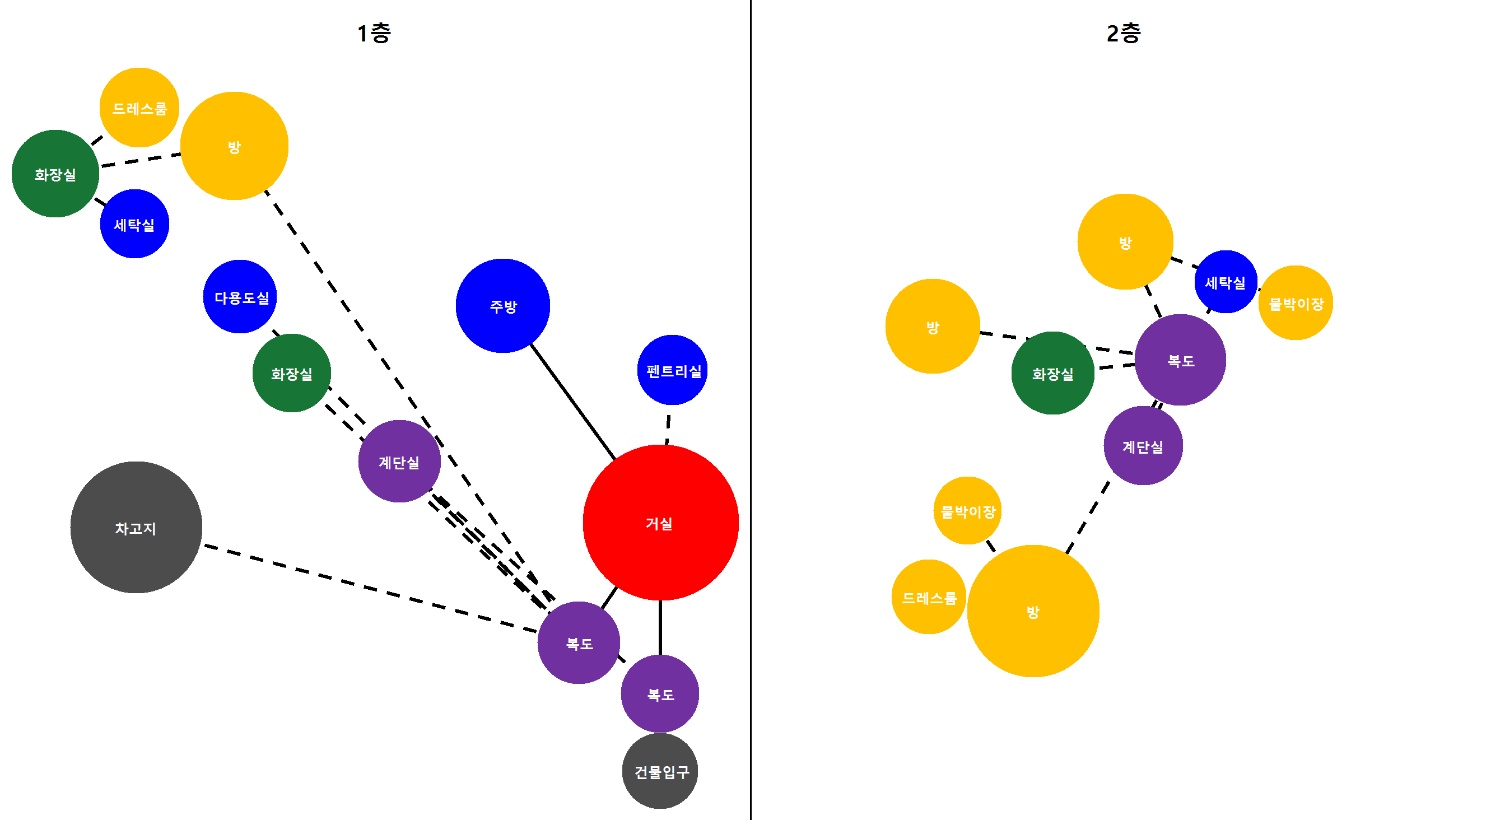 1층
드레스룸
방
화장실
세탁실
다용도실
주방
화장실
펜트리실
계단실
차고지
거실
복도
복도
건물입구
2층
방
세탁실
물박이장
방
복도
화장실
계단실
물박이장
드레스룸
방